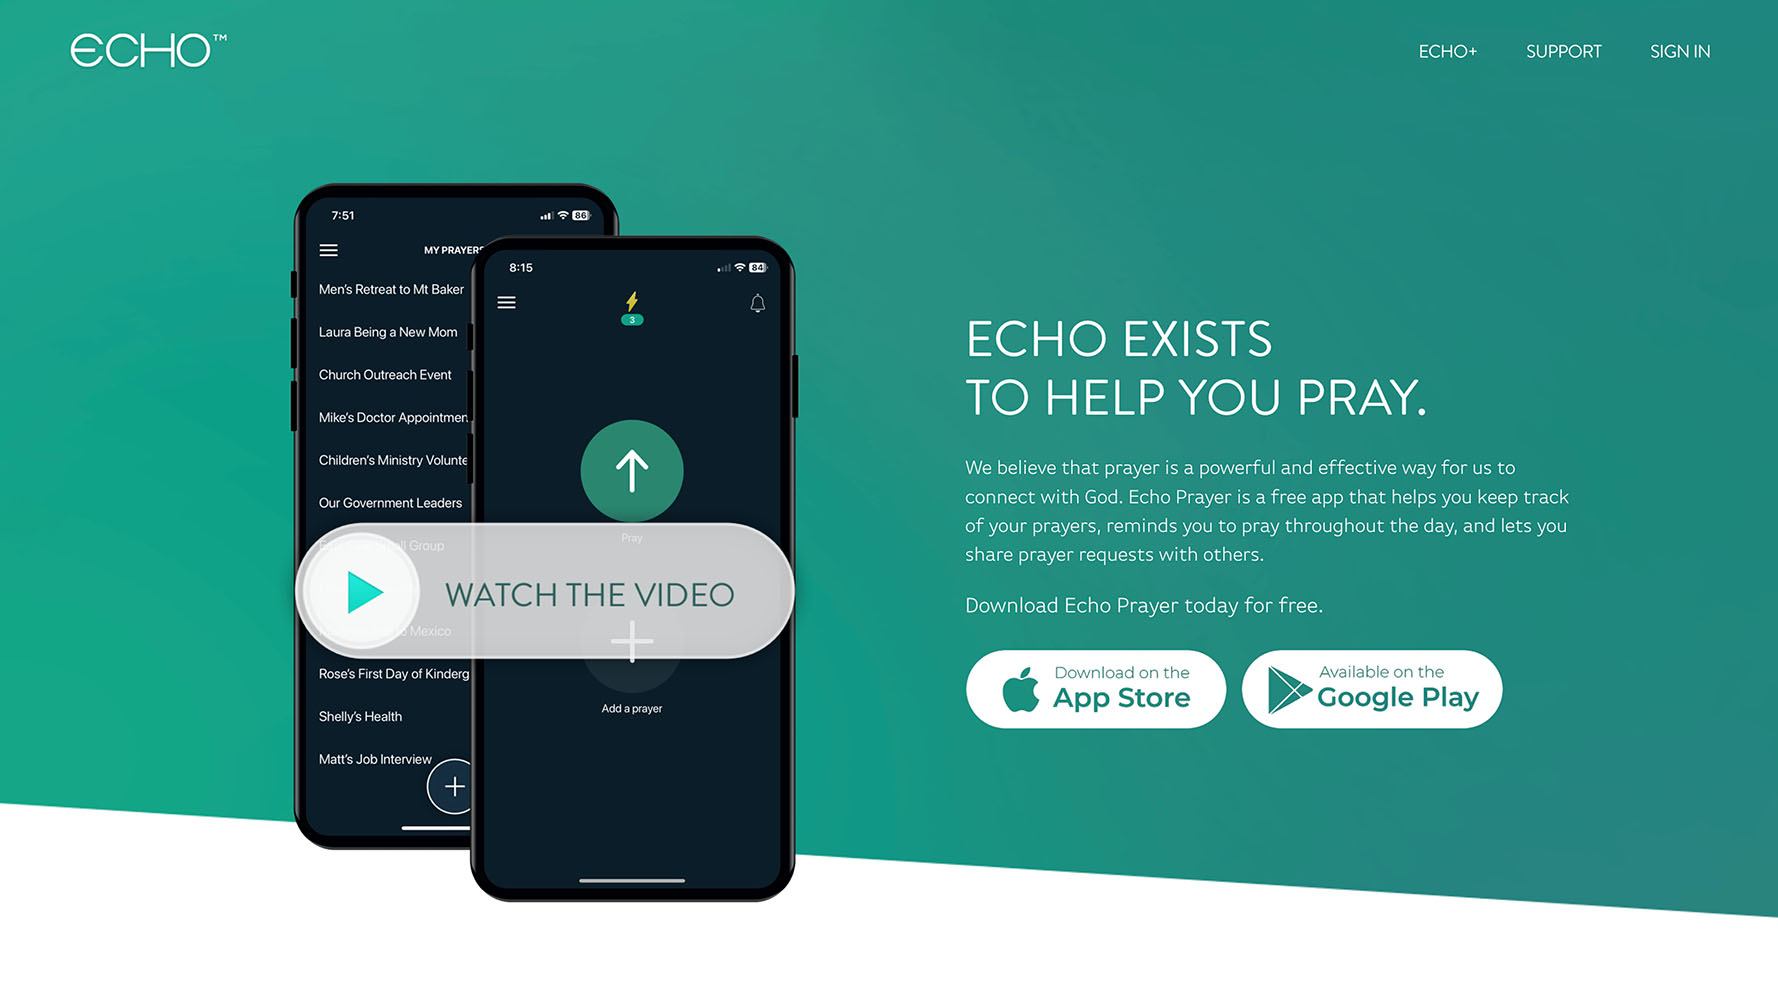 ECHO™
ECHO+
SUPPORT
SIGN IN
7:51
86
MY PRAYERS
Men's Retreat to Mt Baker
Laura Being a New Mom
Church Outreach Event
Mike's Doctor Appointmen
Children's Ministry Volunte
Our Government Leaders
Small Group
to Mexico
Rose's First Day of Kinderg
Shelly's Health
Matt's Job Interview
8:15
84
3
Pray
WATCH THE VIDEO
Add a prayer
ECHO EXISTS
TO HELP YOU PRAY.
We believe that prayer is a powerful and effective way for us to
connect with God. Echo Prayer is a free app that helps you keep track
of your prayers, reminds you to pray throughout the day, and lets you
share prayer requests with others.
Download Echo Prayer today for free.
Download on the
App Store
Available on the
Google Play